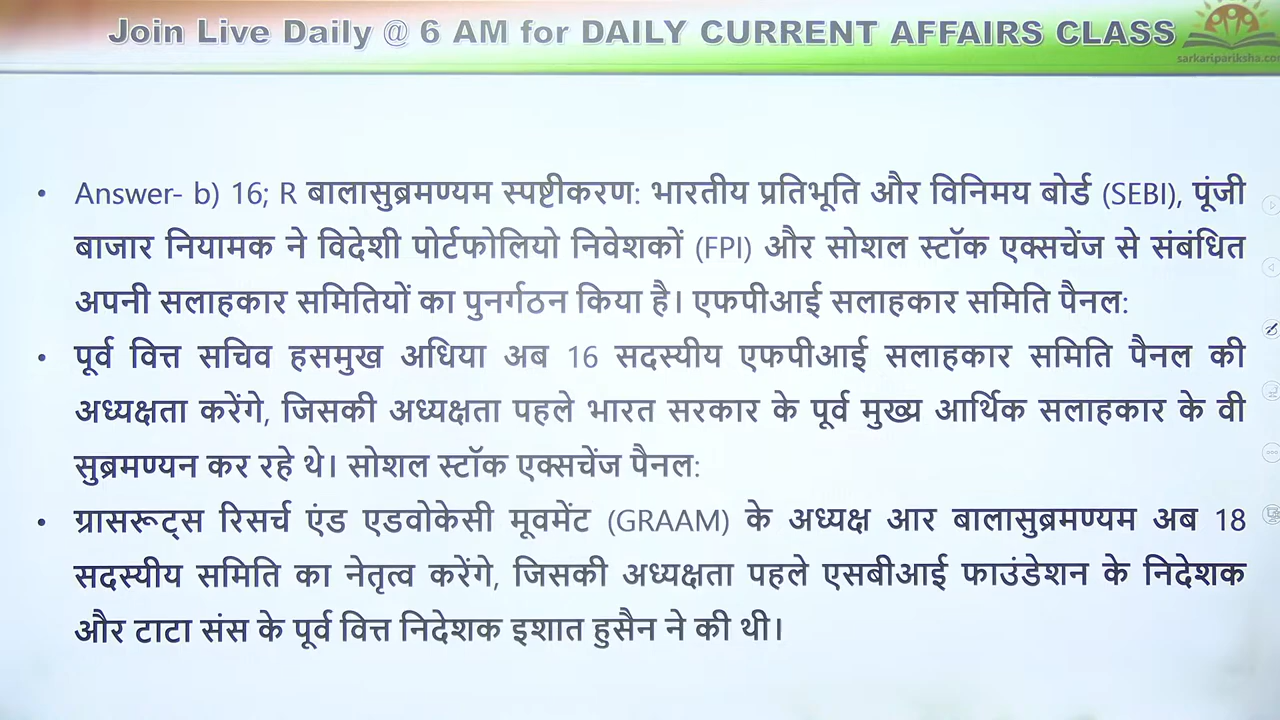 Join Live Daily @ 6 AM for DAILY CURRENT AFFAIRS CLASS
sarkaripariksha.co
• Answer- b) 16; R बालासुब्रमण्यम स्पष्टीकरण: भारतीय प्रतिभूति और विनिमय बोर्ड (SEBI), पूंजी
बाजार नियामक ने विदेशी पोर्टफोलियो निवेशकों (FPI) और सोशल स्टॉक एक्सचेंज से संबंधित
अपनी सलाहकार समितियों का पुनर्गठन किया है। एफपीआई सलाहकार समिति पैनल:
• पूर्व वित्त सचिव हसमुख अधिया अब 16 सदस्यीय एफपीआई सलाहकार समिति पैनल की
अध्यक्षता करेंगे, जिसकी अध्यक्षता पहले भारत सरकार के पूर्व मुख्य आर्थिक सलाहकार के वी
सुब्रमण्यन कर रहे थे। सोशल स्टॉक एक्सचेंज पैनल:
• ग्रासरूट्स रिसर्च एंड एडवोकेसी मूवमेंट (GRAAM) के अध्यक्ष आर बालासुब्रमण्यम अब 18
सदस्यीय समिति का नेतृत्व करेंगे, जिसकी अध्यक्षता पहले एसबीआई फाउंडेशन के निदेशक
और टाटा संस के पूर्व वित्त निदेशक इशात हुसैन ने की थी।